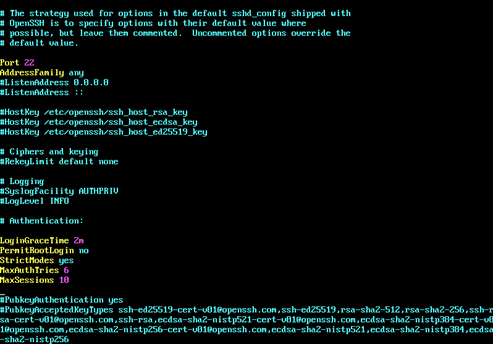 # The strategy used for options in the default sshd_config shipped with
# OpenSSH is to specify options with their default value where
# possible, but leave them commented.  Uncommented options override the
# default value.

Port 22
AddressFamily any
#ListenAddress 0.0.0.0
#ListenAddress ::

#HostKey /etc/openssh/ssh_host_rsa_key
#HostKey /etc/openssh/ssh_host_ecdsa_key
#HostKey /etc/openssh/ssh_host_ed25519_key

# Ciphers and keying
#RekeyLimit default none

# Logging
#SyslogFacility AUTHPRIV
#LogLevel INFO

# Authentication:

LoginGraceTime 2m
PermitRootLogin no
StrictModes yes
MaxAuthTries 6
MaxSessions 10

#PubkeyAuthentication yes
#PubkeyAcceptedKeyTypes ssh-ed25519-cert-v01@openssh.com,ssh-ed25519,rsa-sha2-512,rsa-sha2-256,ssh-r
sa-cert-v01@openssh.com,ssh-rsa,ecdsa-sha2-nistp521-cert-v01@openssh.com,ecdsa-sha2-nistp384-cert-v0
1@openssh.com,ecdsa-sha2-nistp256-cert-v01@openssh.com,ecdsa-sha2-nistp521,ecdsa-sha2-nistp384,ecdsa
-sha2-nistp256